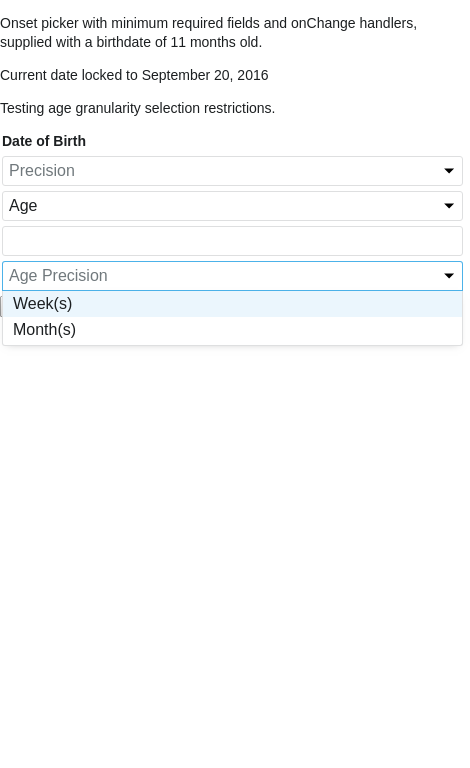 Onset picker with minimum required fields and onChange handlers,
supplied with a birthdate of 11 months old.
Current date locked to September 20, 2016
Testing age granularity selection restrictions.
Date of Birth
Precision
Age
Age Precision
Week(s)
Month(s)